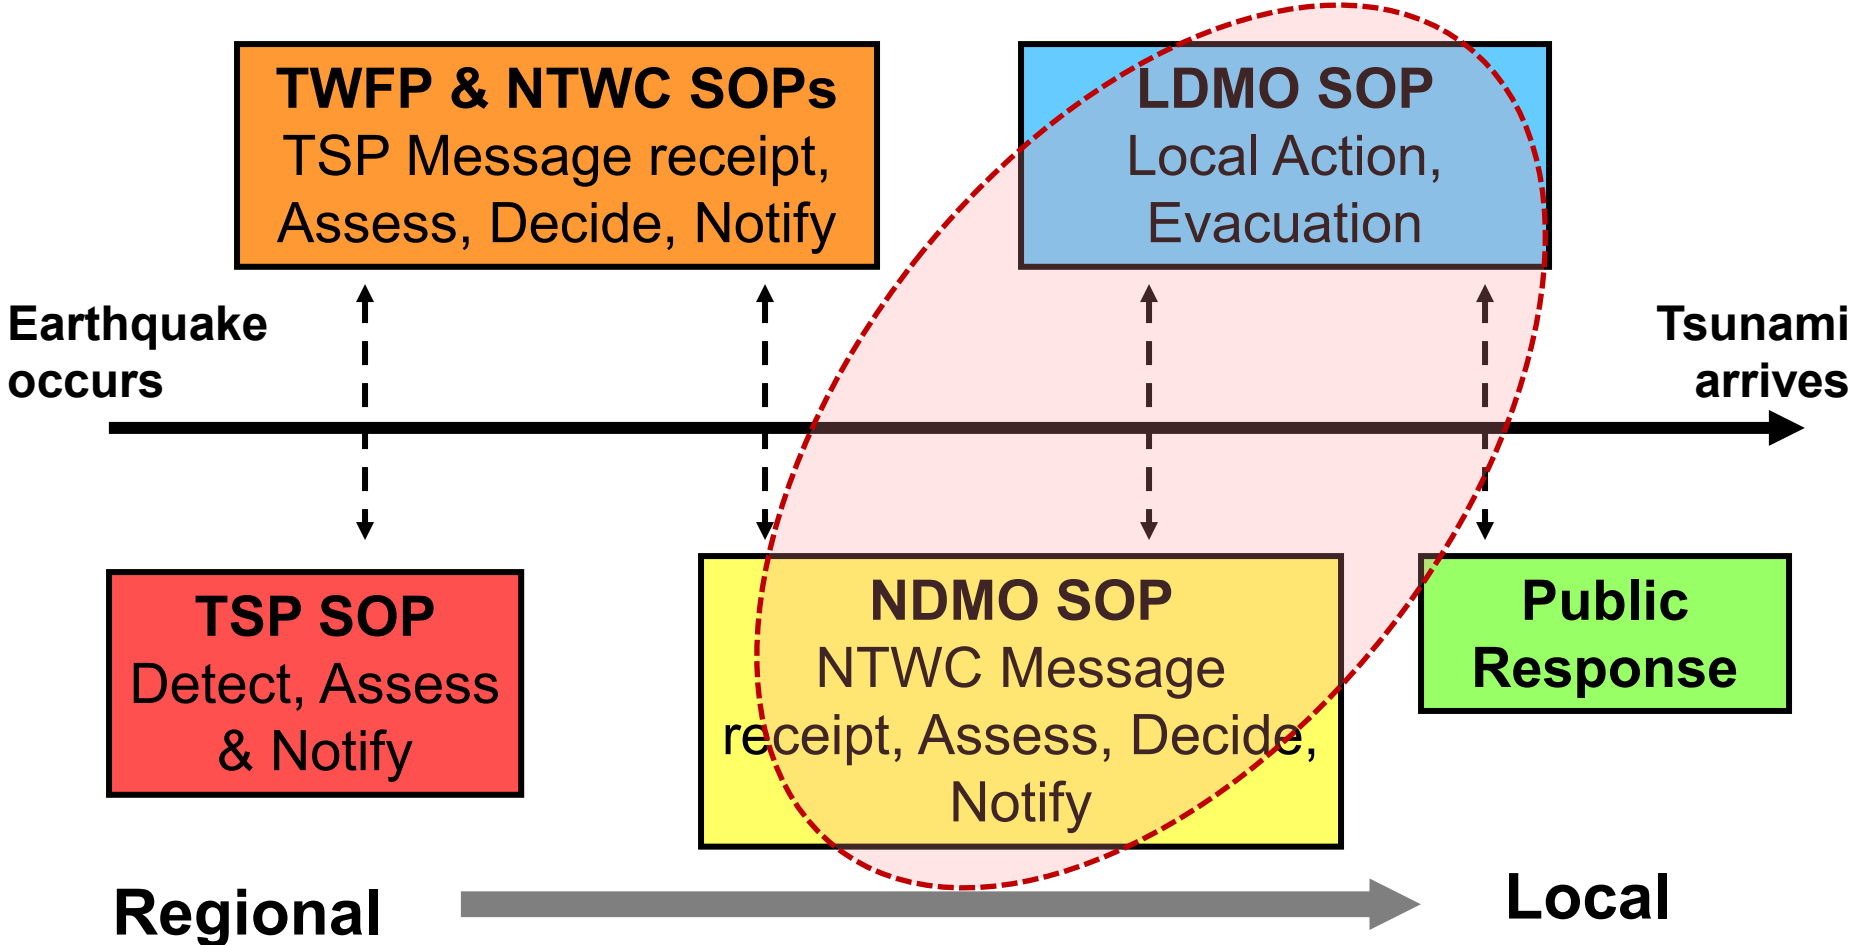 TWFP & NTWC SOPs
TSP Message receipt,
Assess, Decide, Notify
LDMO SOP
Local Action,
Evacuation
Earthquake
occurs
Tsunami
arrives
TSP SOP
Detect, Assess
& Notify
NDMO SOP
NTWC Message
receipt, Assess, Decide,
Notify
Public
Response
Regional
Local